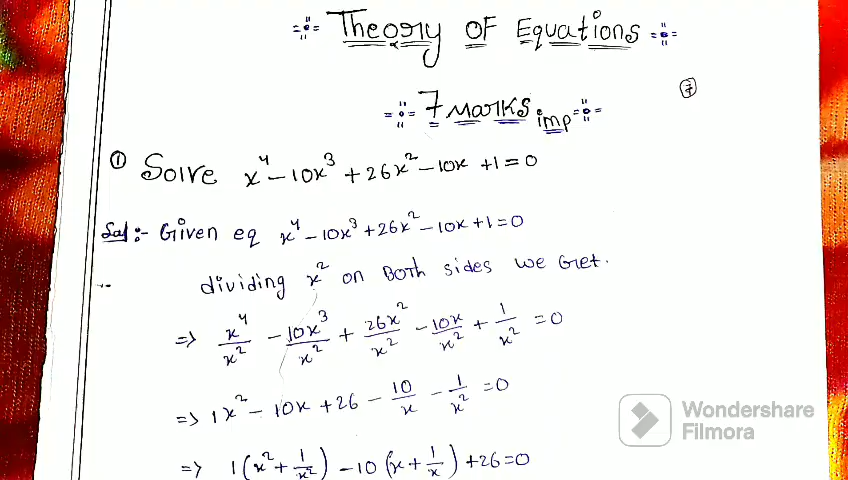 Theory OF Equations
7 Marks imp
7
① Solve x⁴ - 10x³ + 26x² - 10x + 1 = 0
Sol :- Given eq x⁴ - 10x³ + 26x² - 10x + 1 = 0
dividing x² on Both sides we Get.
=> x⁴/x² - 10x³/x² + 26x²/x² - 10x/x² + 1/x² = 0
=> 1x² - 10x + 26 - 10/x - 1/x² = 0
=> 1(x² + 1/x²) - 10(x + 1/x) + 26 = 0
Wondershare
Filmora